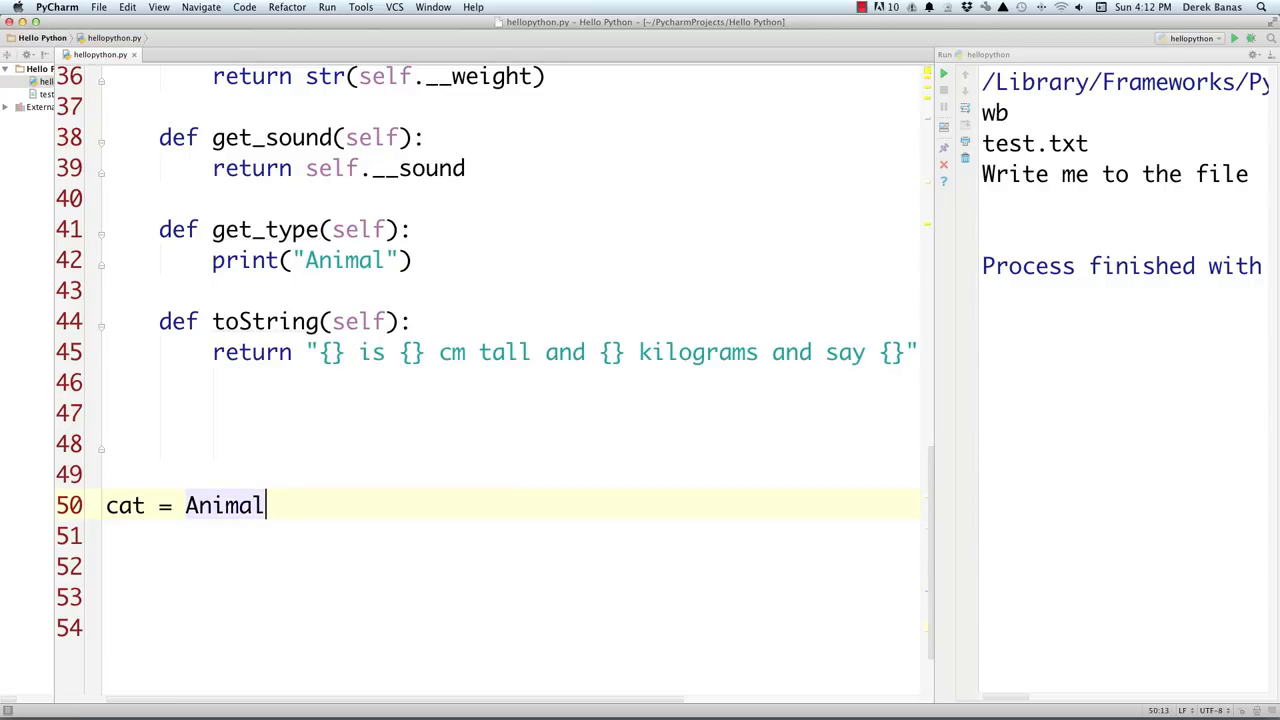 PyCharm File Edit View Navigate Code Refactor Run Tools VCS Window Help 10 Sun 4:12 PM Derek Banas
hellopython.py – Hello Python – [~/PycharmProjects/Hello Python]
Hello Python hellopython.py hellopython
hellopython.py Run hellopython
Hello P
hell
test
Externa
36 return str(self.__weight)
37
38 def get_sound(self):
39 return self.__sound
40
41 def get_type(self):
42 print("Animal")
43
44 def toString(self):
45 return "{} is {} cm tall and {} kilograms and say {}"
46
47
48
49
50 cat = Animal
51
52
53
54
/Library/Frameworks/Py
wb
test.txt
Write me to the file
Process finished with
50:13 LF UTF-8